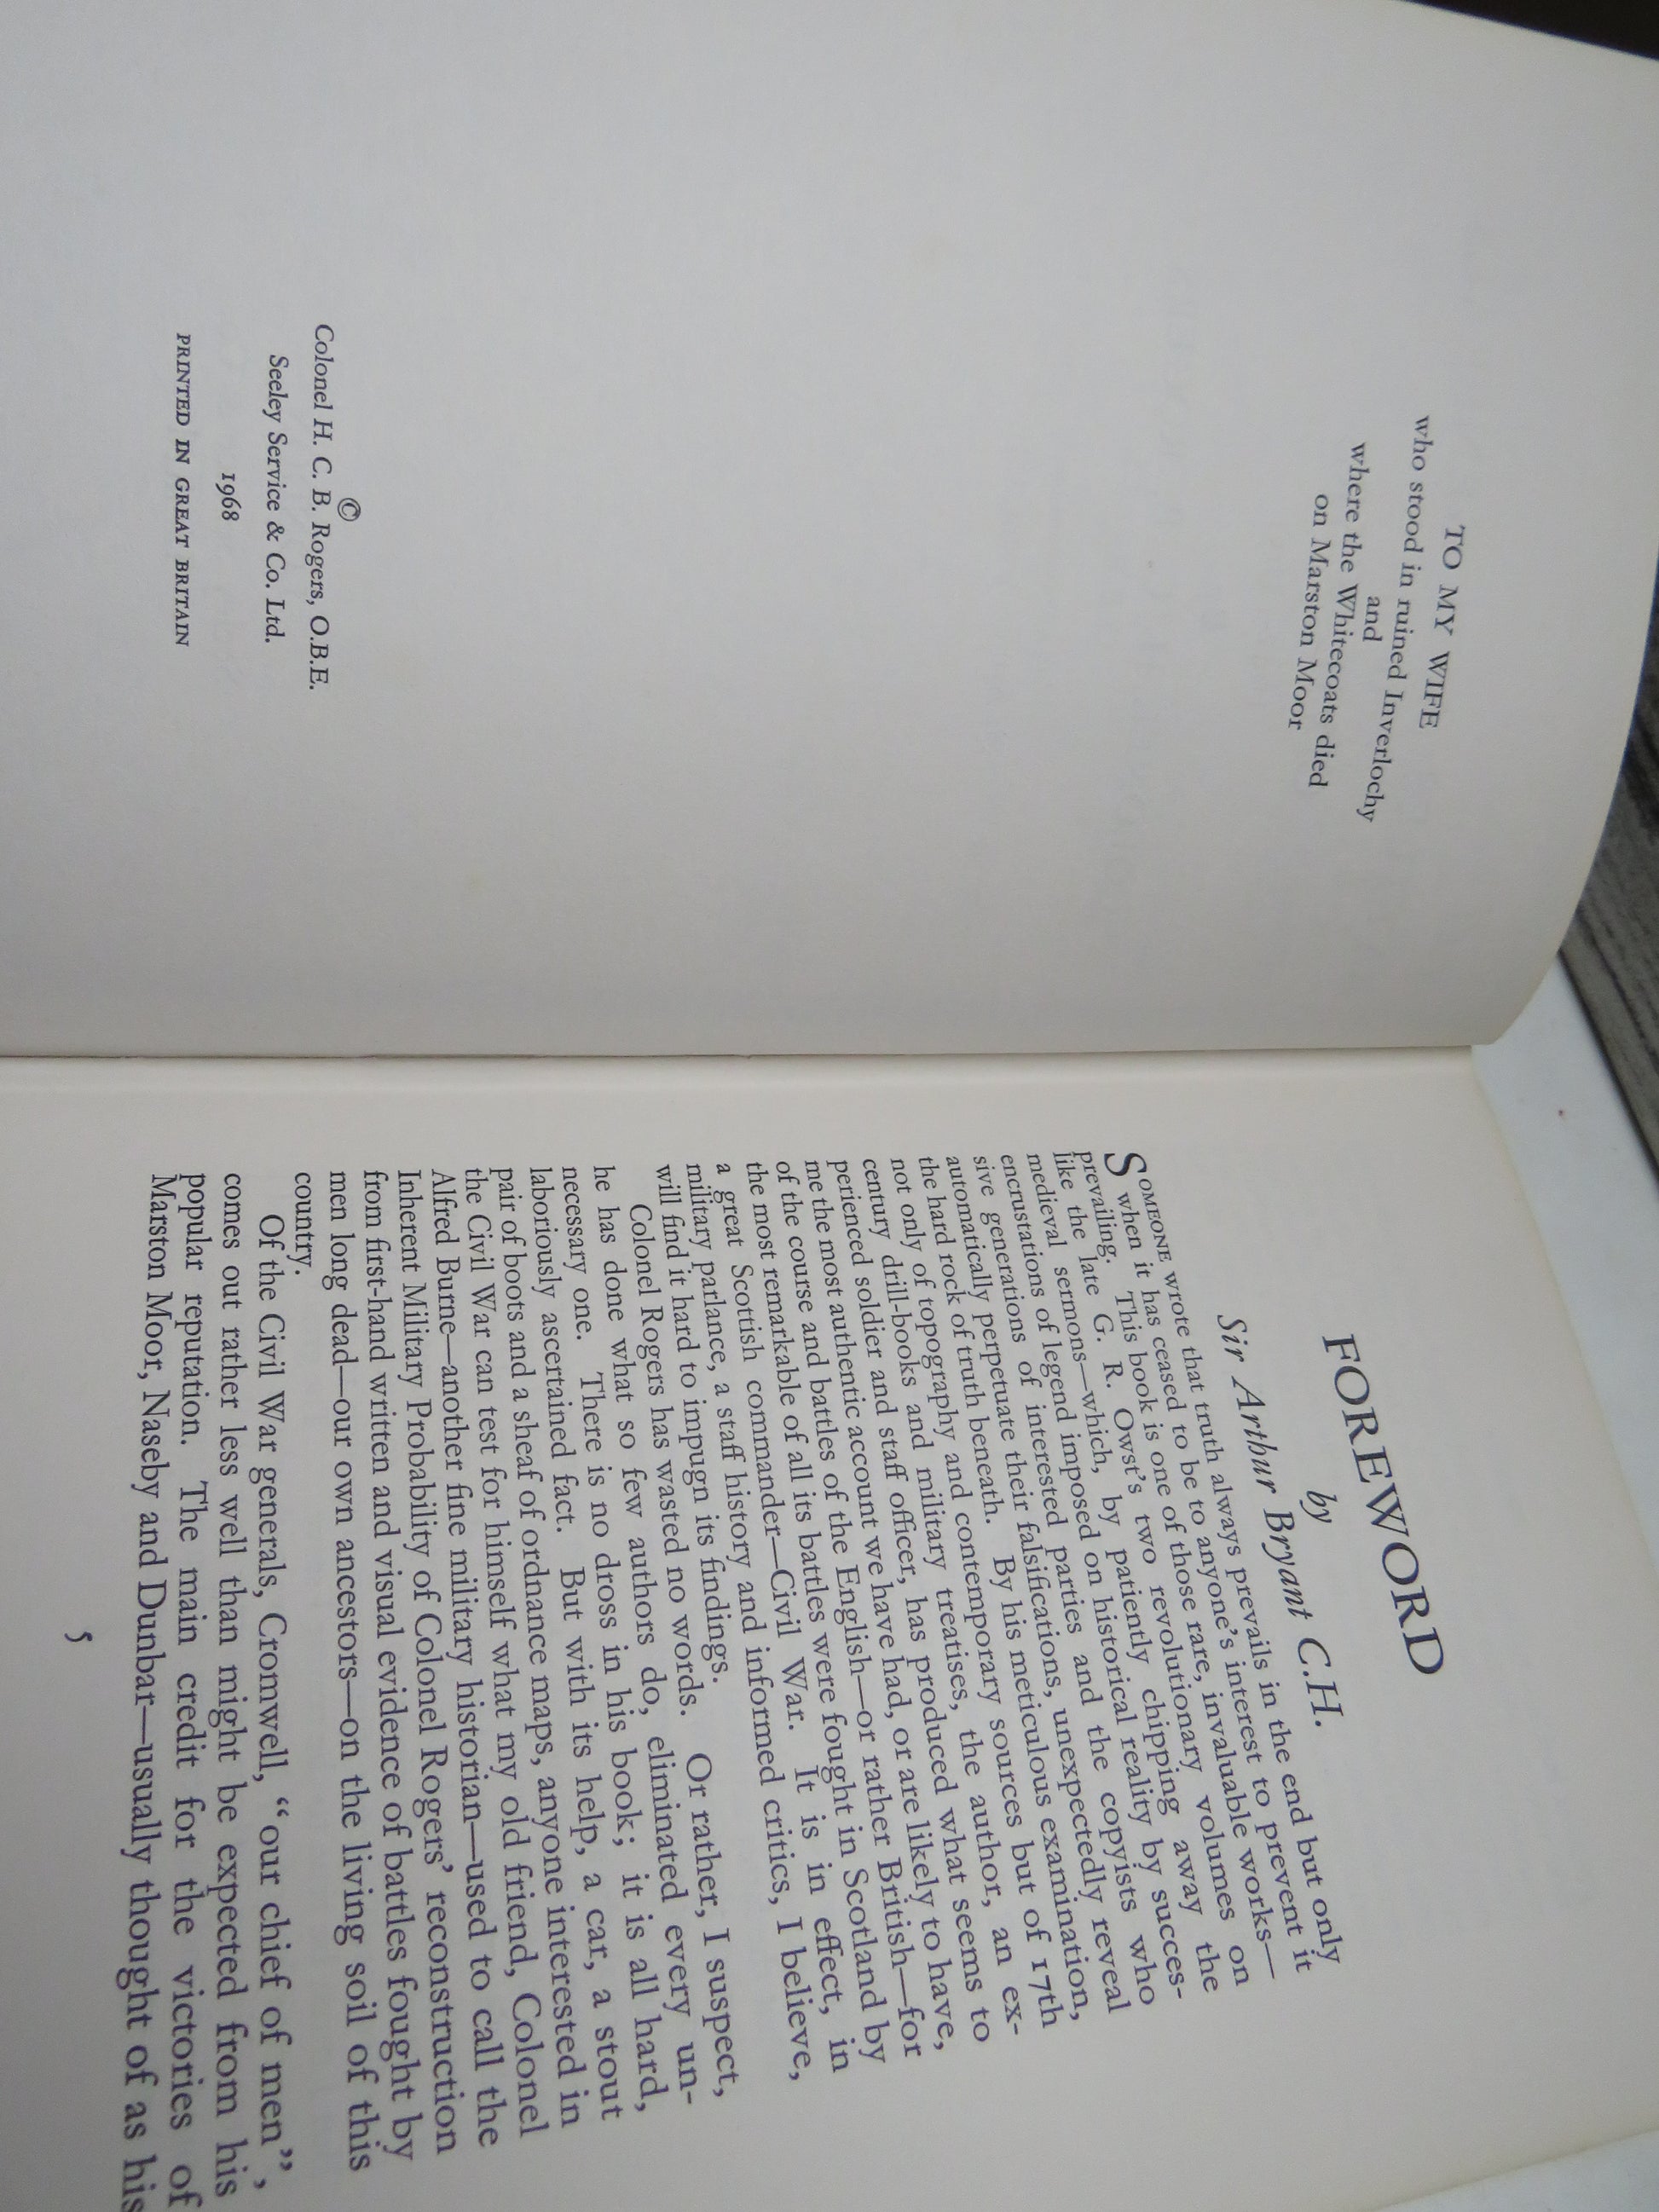 TO MY WIFE
who stood in ruined Inverlochy
and
where the Whitecoats died
on Marston Moor
©
Colonel H. C. B. Rogers, O.B.E.
Seeley Service & Co. Ltd.
1968
PRINTED IN GREAT BRITAIN
FOREWORD
by
Sir Arthur Bryant C.H.
SOMEONE wrote that truth always prevails in the end but only
when it has ceased to be to anyone's interest to prevent it
prevailing. This book is one of those rare, invaluable works—
like the late G. R. Owst's two revolutionary volumes on
medieval sermons—which, by patiently chipping away the
encrustations of legend imposed on historical reality by succes-
sive generations of interested parties and the copyists who
automatically perpetuate their falsifications, unexpectedly reveal
the hard rock of truth beneath. By his meticulous examination,
not only of topography and contemporary sources but of 17th
century drill-books and military treatises, the author, an ex-
perienced soldier and staff officer, has produced what seems to
me the most authentic account we have had, or are likely to have,
of the course and battles of the English—or rather British—for
the most remarkable of all its battles were fought in Scotland by
a great Scottish commander—Civil War. It is in effect, in
military parlance, a staff history and informed critics, I believe,
will find it hard to impugn its findings.
Colonel Rogers has wasted no words. Or rather, I suspect,
he has done what so few authors do, eliminated every un-
necessary one. There is no dross in his book; it is all hard,
laboriously ascertained fact. But with its help, a car, a stout
pair of boots and a sheaf of ordnance maps, anyone interested in
the Civil War can test for himself what my old friend, Colonel
Alfred Burne—another fine military historian—used to call the
Inherent Military Probability of Colonel Rogers' reconstruction
from first-hand written and visual evidence of battles fought by
men long dead—our own ancestors—on the living soil of this
country.
Of the Civil War generals, Cromwell, “our chief of men”,
comes out rather less well than might be expected from his
popular reputation. The main credit for the victories of
Marston Moor, Naseby and Dunbar—usually thought of as his
5